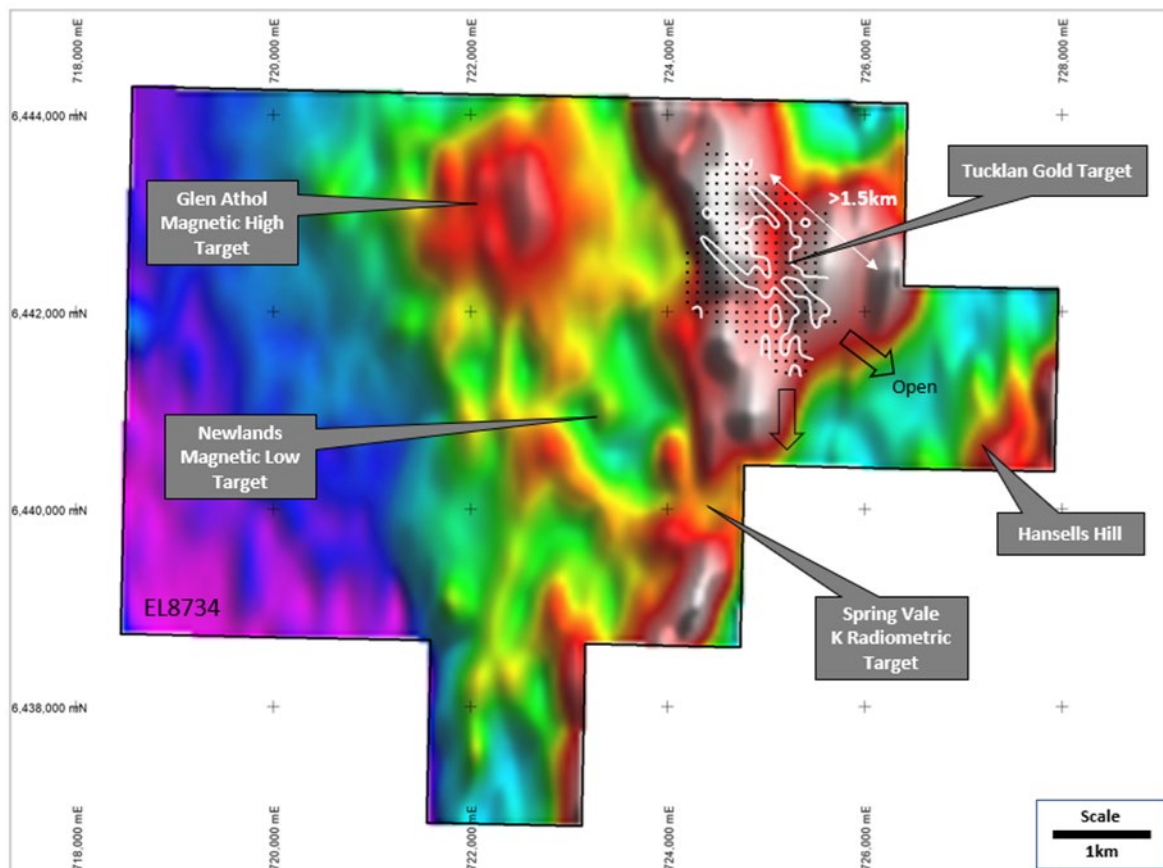 718,000 mE
720,000 mE
722,000 mE
724,000 mE
726,000 mE
728,000 mE
6,444,000 mN
Tucklan Gold Target
>1.5km
Glen Athol
Magnetic High
Target
6,442,000 mN
Open
Newlands
Magnetic Low
Target
6,440,000 mN
Hansells Hill
EL8734
Spring Vale
K Radiometric
Target
6,438,000 mN
718,000 mE
720,000 mE
722,000 mE
724,000 mE
726,000 mE
Scale
1km